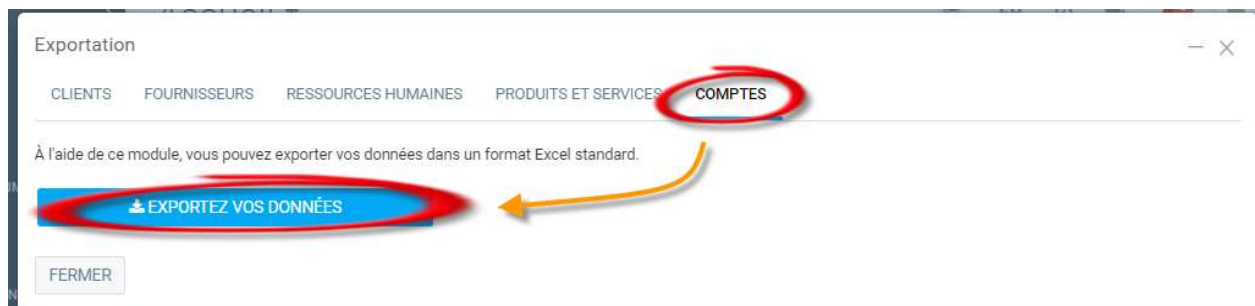 Exportation
CLIENTS FOURNISSEURS RESSOURCES HUMAINES PRODUITS ET SERVICES COMPTES
À l'aide de ce module, vous pouvez exporter vos données dans un format Excel standard.
EXPORTEZ VOS DONNÉES
FERMER